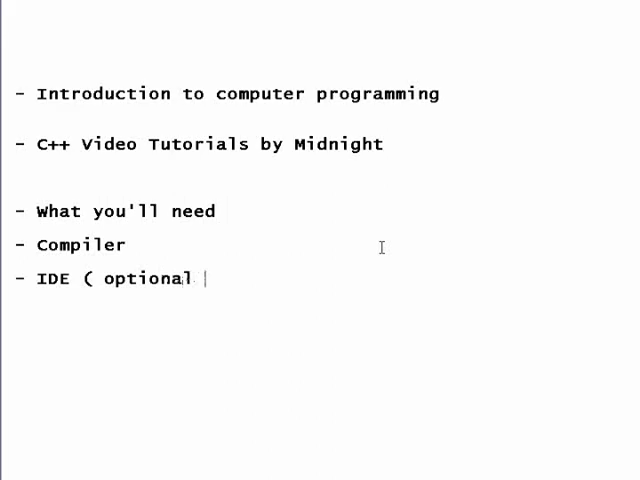 - Introduction to computer programming
- C++ Video Tutorials by Midnight
- What you'll need
- Compiler
- IDE ( optional